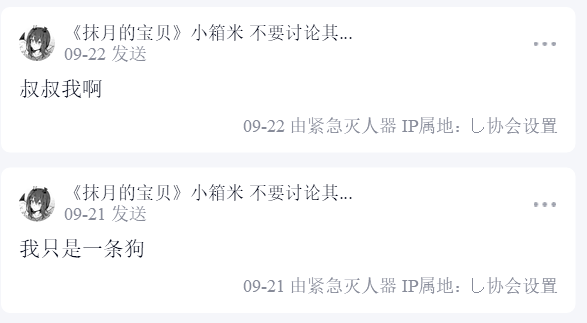 《抹月的宝贝》小箱米 不要讨论其...
09-22 发送
叔叔我啊
09-22 由紧急灭人器 IP属地：乚协会设置
《抹月的宝贝》小箱米 不要讨论其...
09-21 发送
我只是一条狗
09-21 由紧急灭人器 IP属地：乚协会设置